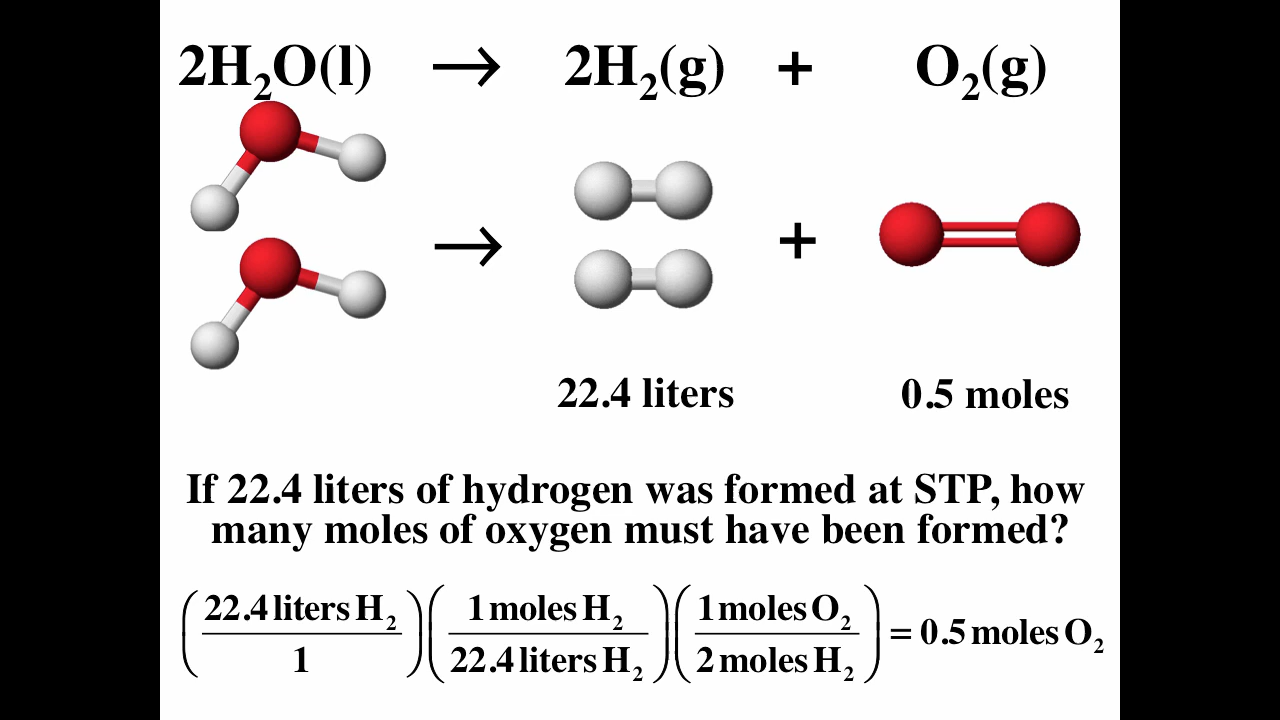 2H₂O(l) → 2H₂(g) + O₂(g)
→ +
22.4 liters 0.5 moles
If 22.4 liters of hydrogen was formed at STP, how
many moles of oxygen must have been formed?
(22.4 liters H₂ / 1)(1 moles H₂ / 22.4 liters H₂)(1 moles O₂ / 2 moles H₂) = 0.5 moles O₂